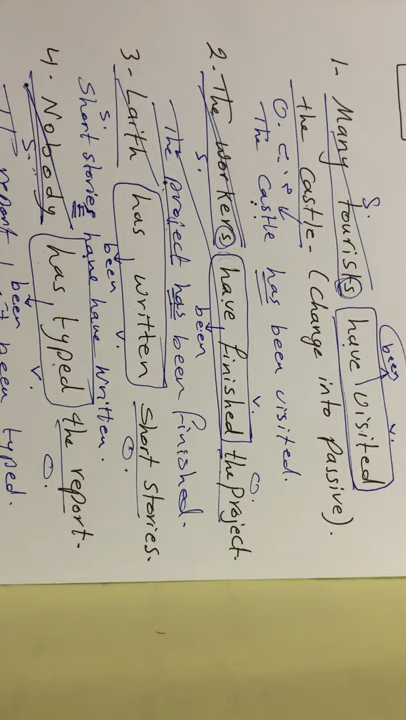 1- Many tourists have visited
the castle- (Change into Passive).
The Castle has been visited.
2. The workers have finished the project.
The project has been finished.
3- Laith has written short stories.
Short stories have have written.
4. Nobody has typed the report.
report been typed.